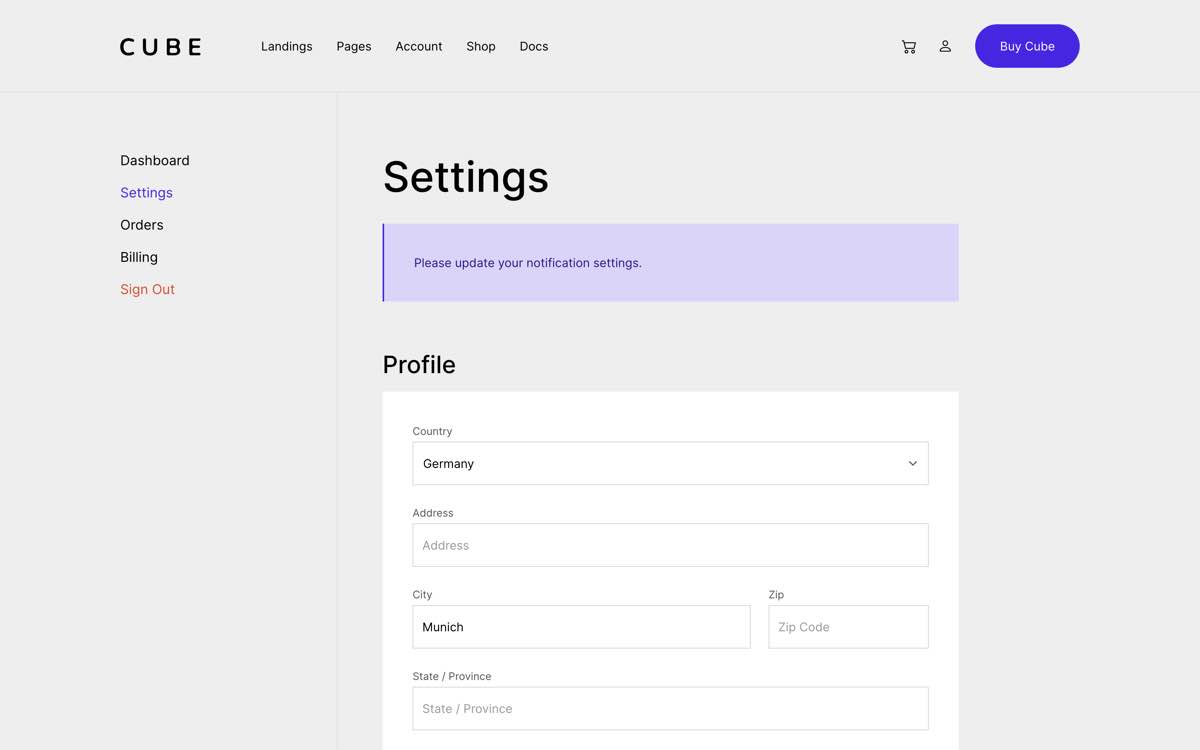 CUBE
Landings Pages Account Shop Docs
Buy Cube
Dashboard
Settings
Orders
Billing
Sign Out
Settings
Please update your notification settings.
Profile
Country
Germany
Address
Address
City
Zip
Munich
Zip Code
State / Province
State / Province